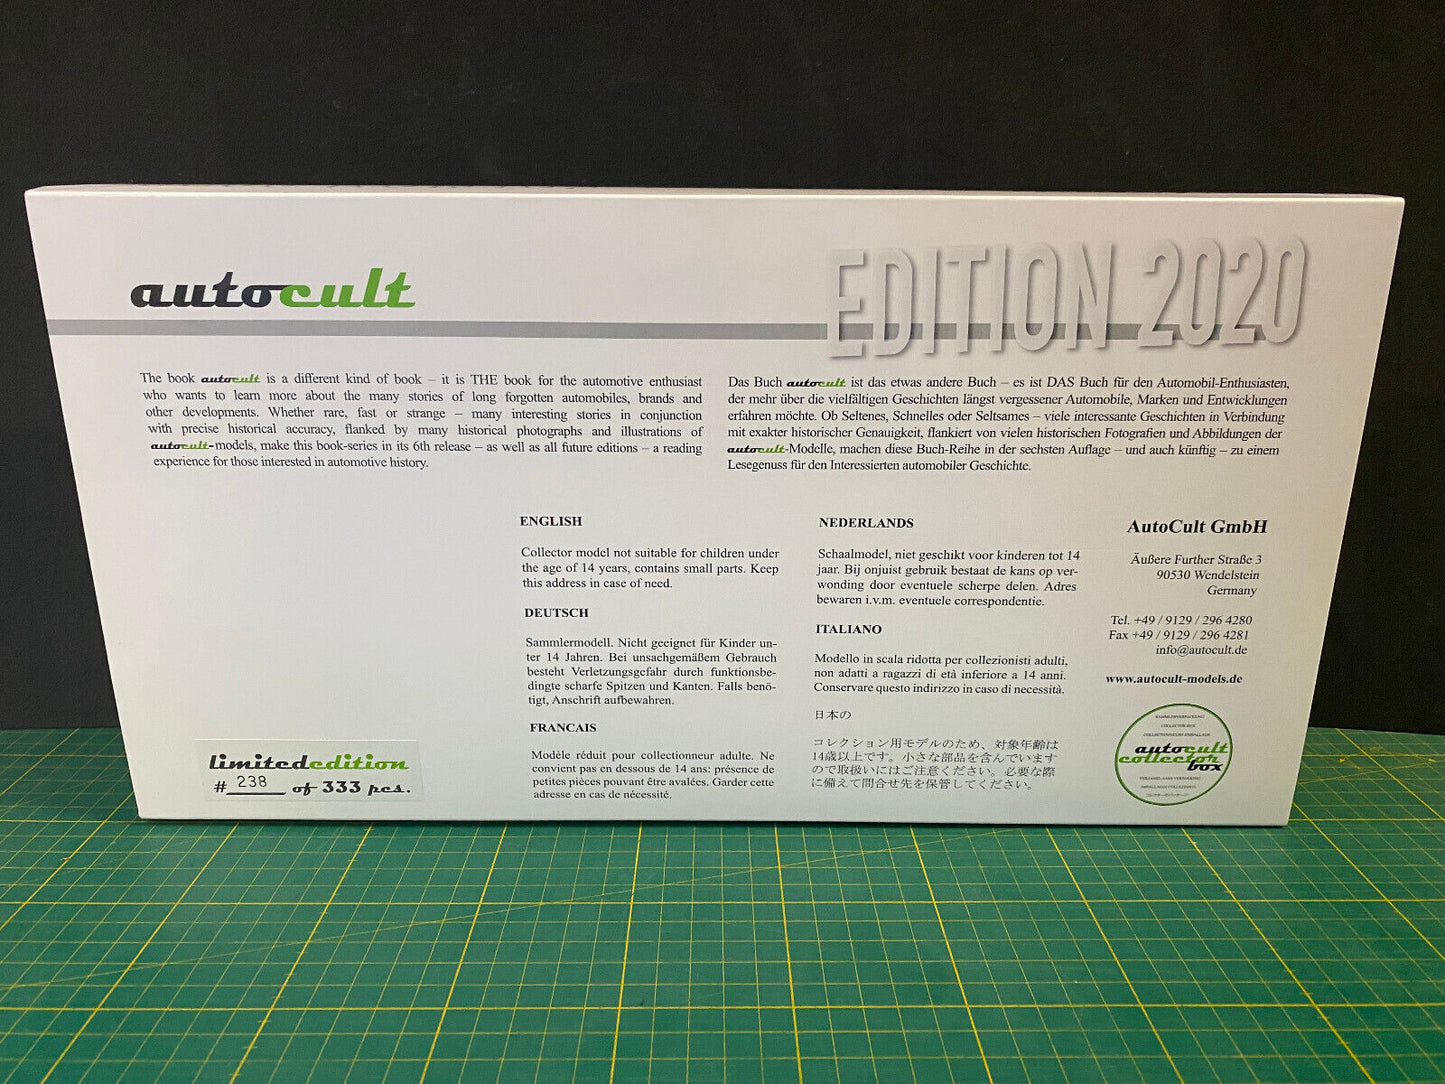 autocult
EDITION 2020
The book autocult is a different kind of book – it is THE book for the automotive enthusiast
who wants to learn more about the many stories of long forgotten automobiles, brands and
other developments. Whether rare, fast or strange – many interesting stories in conjunction
with precise historical accuracy, flanked by many historical photographs and illustrations of
autocult-models, make this book-series in its 6th release – as well as all future editions – a reading
experience for those interested in automotive history.
Das Buch autocult ist das etwas andere Buch – es ist DAS Buch für den Automobil-Enthusiasten,
der mehr über die vielfältigen Geschichten längst vergessener Automobile, Marken und Entwicklungen
erfahren möchte. Ob Seltenes, Schnelles oder Seltsames – viele interessante Geschichten in Verbindung
mit exakter historischer Genauigkeit, flankiert von vielen historischen Fotografien und Abbildungen der
autocult-Modelle, machen diese Buch-Reihe in der sechsten Auflage – und auch künftig – zu einem
Lesegenuss für den Interessierten automobiler Geschichte.
ENGLISH
Collector model not suitable for children under
the age of 14 years, contains small parts. Keep
this address in case of need.
DEUTSCH
Sammlermodell. Nicht geeignet für Kinder un-
ter 14 Jahren. Bei unsachgemäßem Gebrauch
besteht Verletzungsgefahr durch funktionsbe-
dingte scharfe Spitzen und Kanten. Falls benö-
tigt, Anschrift aufbewahren.
FRANCAIS
Modèle réduit pour collectionneur adulte. Ne
convient pas en dessous de 14 ans: présence de
petites pièces pouvant être avalées. Garder cette
adresse en cas de nécessité.
NEDERLANDS
Schaalmodel, niet geschikt voor kinderen tot 14
jaar. Bij onjuist gebruik bestaat de kans op ver-
wonding door eventuele scherpe delen. Adres
bewaren i.v.m. eventuele correspondentie.
ITALIANO
Modello in scala ridotta per collezionisti adulti,
non adatti a ragazzi di età inferiore a 14 anni.
Conservare questo indirizzo in caso di necessità.
日本の
コレクション用モデルのため、対象年齢は
14歳以上です。小さな部品を含んでいます
ので取扱いにはご注意ください。必要な際
に備えて問合せ先を保管してください。
AutoCult GmbH
Äußere Further Straße 3
90530 Wendelstein
Germany
Tel. +49 / 9129 / 296 4280
Fax +49 / 9129 / 296 4281
info@autocult.de
www.autocult-models.de
SAMMLERVERPACKUNG
COLLECTOR BOX
COLLECTIONNEURS EMBALLAGE
autocult
collector
box
limitededition
# 238 of 333 pcs.